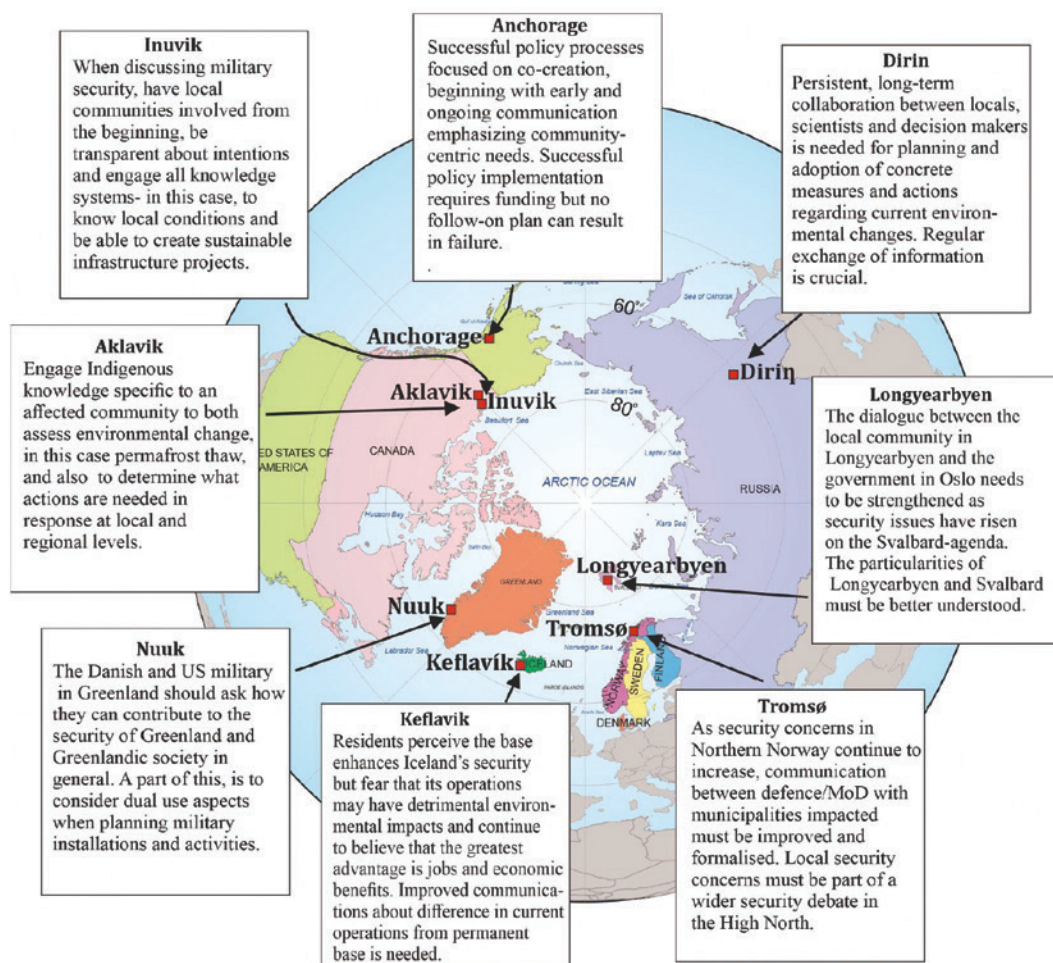 Inuvik
When discussing military
security, have local
communities involved from
the beginning, be
transparent about intentions
and engage all knowledge
systems- in this case, to
know local conditions and
be able to create sustainable
infrastructure projects.
Anchorage
Successful policy processes
focused on co-creation,
beginning with early and
ongoing communication
emphasizing community-
centric needs. Successful
policy implementation
requires funding but no
follow-on plan can result
in failure.
.
Dirin
Persistent, long-term
collaboration between locals,
scientists and decision makers
is needed for planning and
adoption of concrete
measures and actions
regarding current environ-
mental changes. Regular
exchange of information
is crucial.
Aklavik
Engage Indigenous
knowledge specific to an
affected community to both
assess environmental change,
in this case permafrost thaw,
and also to determine what
actions are needed in
response at local and
regional levels.
Longyearbyen
The dialogue between the
local community in
Longyearbyen and the
government in Oslo needs
to be strengthened as
security issues have risen
on the Svalbard-agenda.
The particularities of
Longyearbyen and Svalbard
must be better understood.
Nuuk
The Danish and US military
in Greenland should ask how
they can contribute to the
security of Greenland and
Greenlandic society in
general. A part of this, is to
consider dual use aspects
when planning military
installations and activities.
Keflavik
Residents perceive the base
enhances Iceland's security
but fear that its operations
may have detrimental environ-
mental impacts and continue
to believe that the greatest
advantage is jobs and economic
benefits. Improved communica-
tions about difference in current
operations from permanent
base is needed.
Tromsø
As security concerns in
Northern Norway continue to
increase, communication
between defence/MoD with
municipalities impacted
must be improved and
formalised. Local security
concerns must be part of a
wider security debate in
the High North.
60°
Sea of Okhotsk
Anchorage
Dirin̡
Chukchi Sea
East Siberian Sea
Aklavik
Inuvik
80°
Beaufort Sea
Laptev Sea
STATES OF
AMERICA
CANADA
ARCTIC OCEAN
RUSSIA
Hudson Bay
Kara Sea
Baffin Bay
GREENLAND
Longyearbyen
Nuuk
Greenland Sea
Tromsø
Labrador Sea
Norwegian Sea
Keflavík
ICELAND
FAROE ISLANDS
NORWAY
SWEDEN
FINLAND
DENMARK